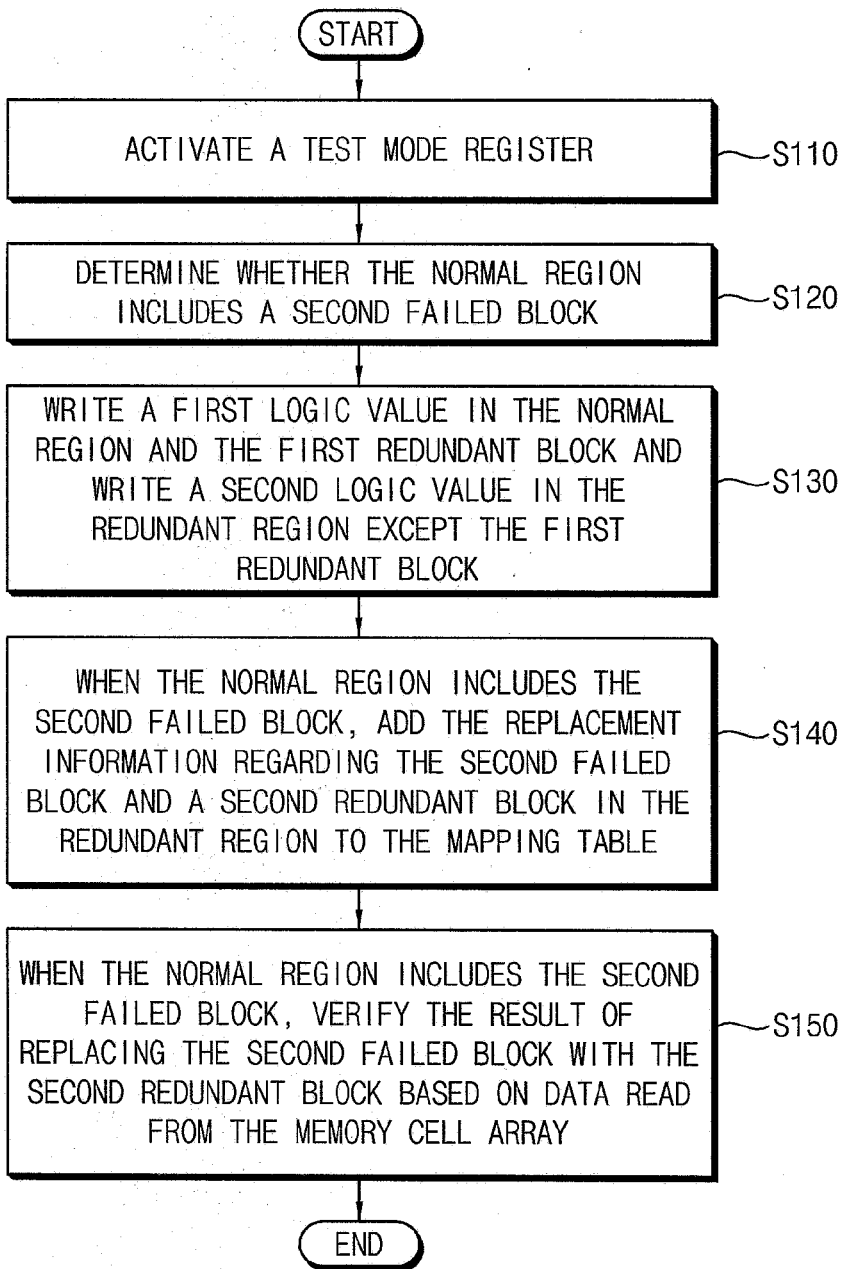 START
ACTIVATE A TEST MODE REGISTER
S110
DETERMINE WHETHER THE NORMAL REGION
INCLUDES A SECOND FAILED BLOCK
S120
WRITE A FIRST LOGIC VALUE IN THE NORMAL
REGION AND THE FIRST REDUNDANT BLOCK AND
WRITE A SECOND LOGIC VALUE IN THE
REDUNDANT REGION EXCEPT THE FIRST
REDUNDANT BLOCK
S130
WHEN THE NORMAL REGION INCLUDES THE
SECOND FAILED BLOCK, ADD THE REPLACEMENT
INFORMATION REGARDING THE SECOND FAILED
BLOCK AND A SECOND REDUNDANT BLOCK IN THE
REDUNDANT REGION TO THE MAPPING TABLE
S140
WHEN THE NORMAL REGION INCLUDES THE SECOND
FAILED BLOCK, VERIFY THE RESULT OF
REPLACING THE SECOND FAILED BLOCK WITH THE
SECOND REDUNDANT BLOCK BASED ON DATA READ
FROM THE MEMORY CELL ARRAY
S150
END